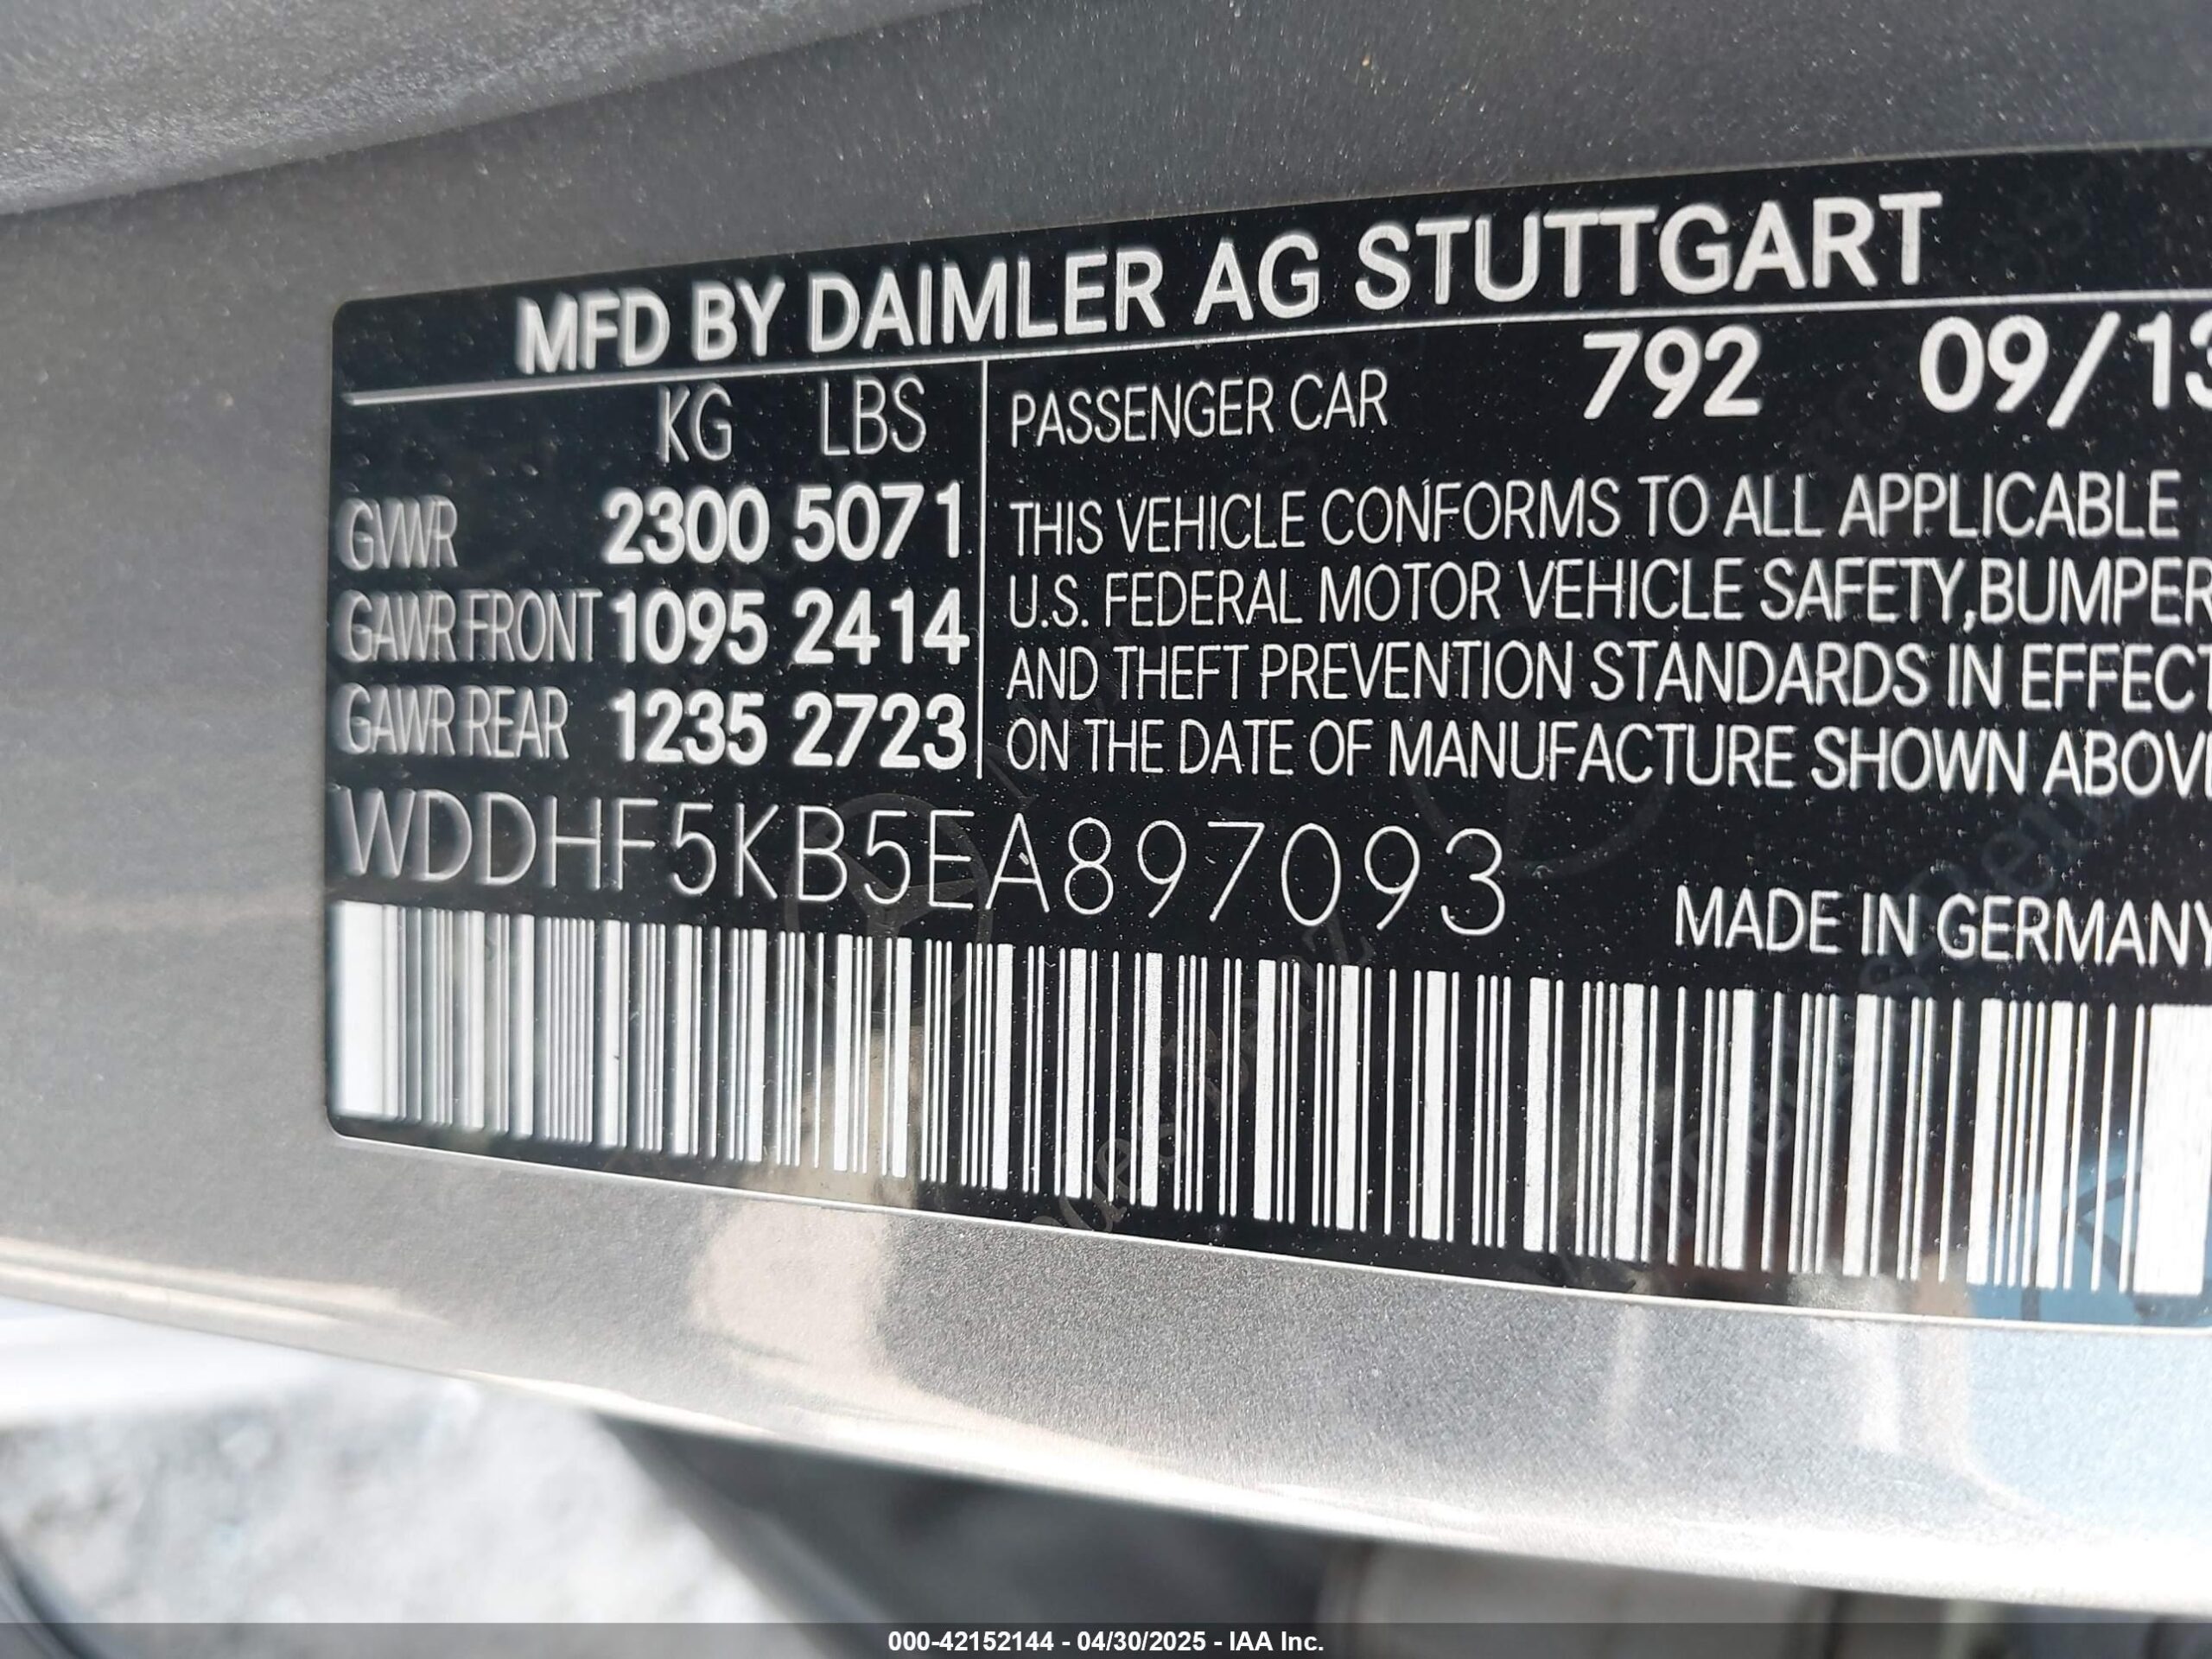 MFD BY DAIMLER AG STUTTGART
KG LBS
GVWR 2300 5071
GAWR FRONT 1095 2414
GAWR REAR 1235 2723
PASSENGER CAR 792 09/13
THIS VEHICLE CONFORMS TO ALL APPLICABLE
U.S. FEDERAL MOTOR VEHICLE SAFETY,BUMPER
AND THEFT PREVENTION STANDARDS IN EFFECT
ON THE DATE OF MANUFACTURE SHOWN ABOVE
WDDHF5KB5EA897093
MADE IN GERMANY
000-42152144 - 04/30/2025 - IAA Inc.